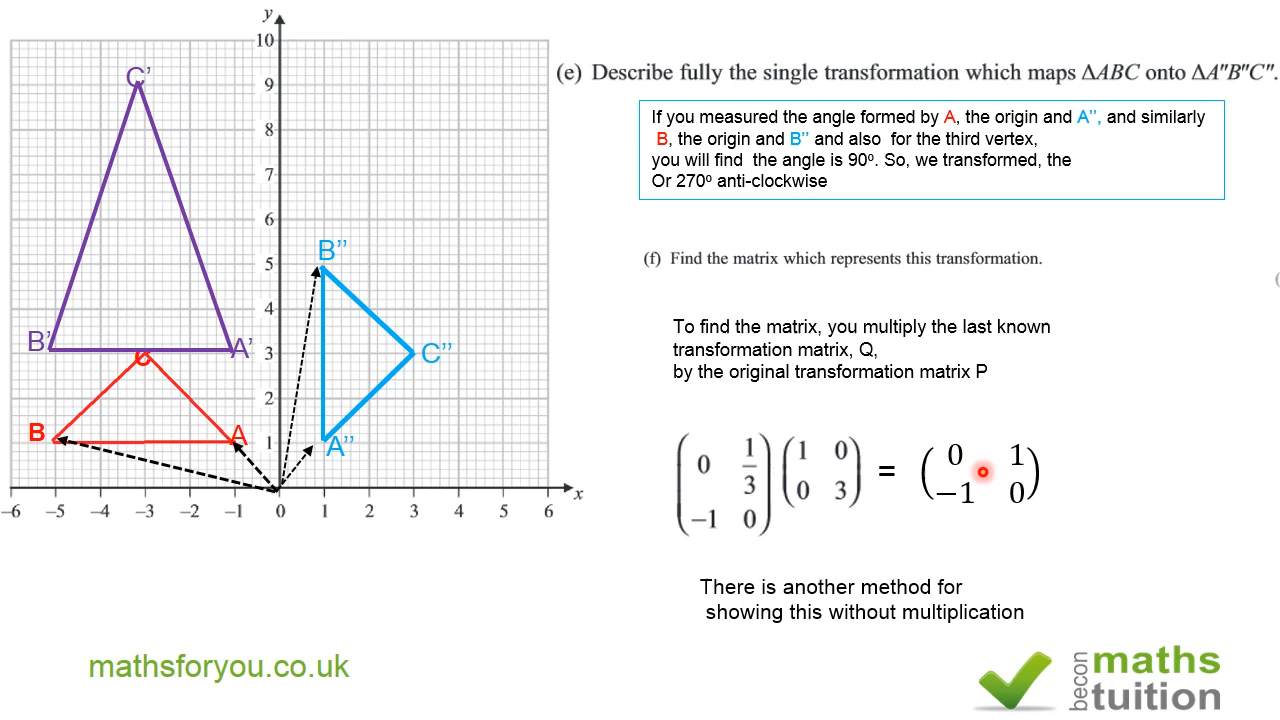 y
10
9
8
7
6
5
4
3
2
1
−6 −5 −4 −3 −2 −1 0 1 2 3 4 5 6 x
C'
B'
A'
C
B
A
B''
C''
A''
(e) Describe fully the single transformation which maps ΔABC onto ΔA"B"C".
If you measured the angle formed by A, the origin and A'', and similarly
B, the origin and B'' and also for the third vertex,
you will find the angle is 90º. So, we transformed, the
Or 270º anti-clockwise
(f) Find the matrix which represents this transformation.
(
To find the matrix, you multiply the last known
transformation matrix, Q,
by the original transformation matrix P
(0 1/3) (1 0) = (0 1)
(−1 0) (0 3) (−1 0)
There is another method for
showing this without multiplication
mathsforyou.co.uk
becon
maths
tuition